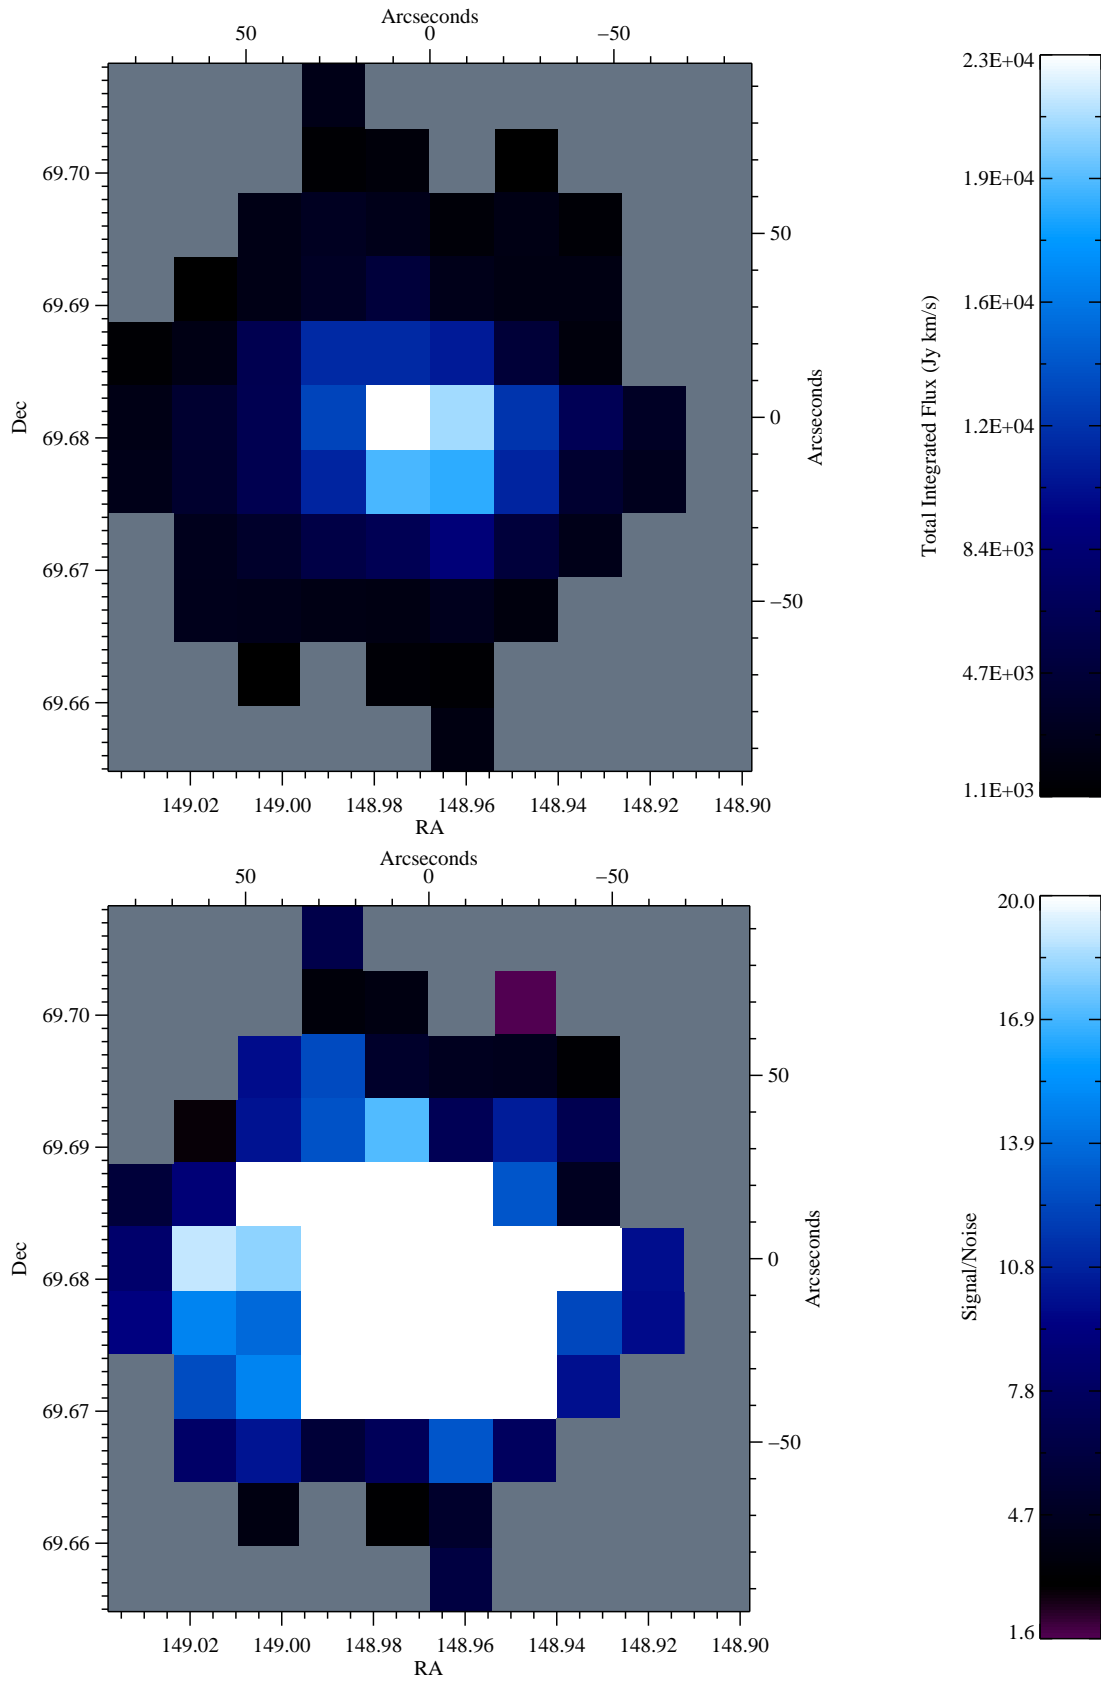 Arcseconds
50 0 −50
69.70
69.69
69.68
69.67
69.66
Dec
50
0
−50
Arcseconds
149.02 149.00 148.98 148.96 148.94 148.92 148.90
RA
2.3E+04
1.9E+04
1.6E+04
1.2E+04
8.4E+03
4.7E+03
1.1E+03
Total Integrated Flux (Jy km/s)
Arcseconds
50 0 −50
69.70
69.69
69.68
69.67
69.66
Dec
50
0
−50
Arcseconds
149.02 149.00 148.98 148.96 148.94 148.92 148.90
RA
20.0
16.9
13.9
10.8
7.8
4.7
1.6
Signal/Noise